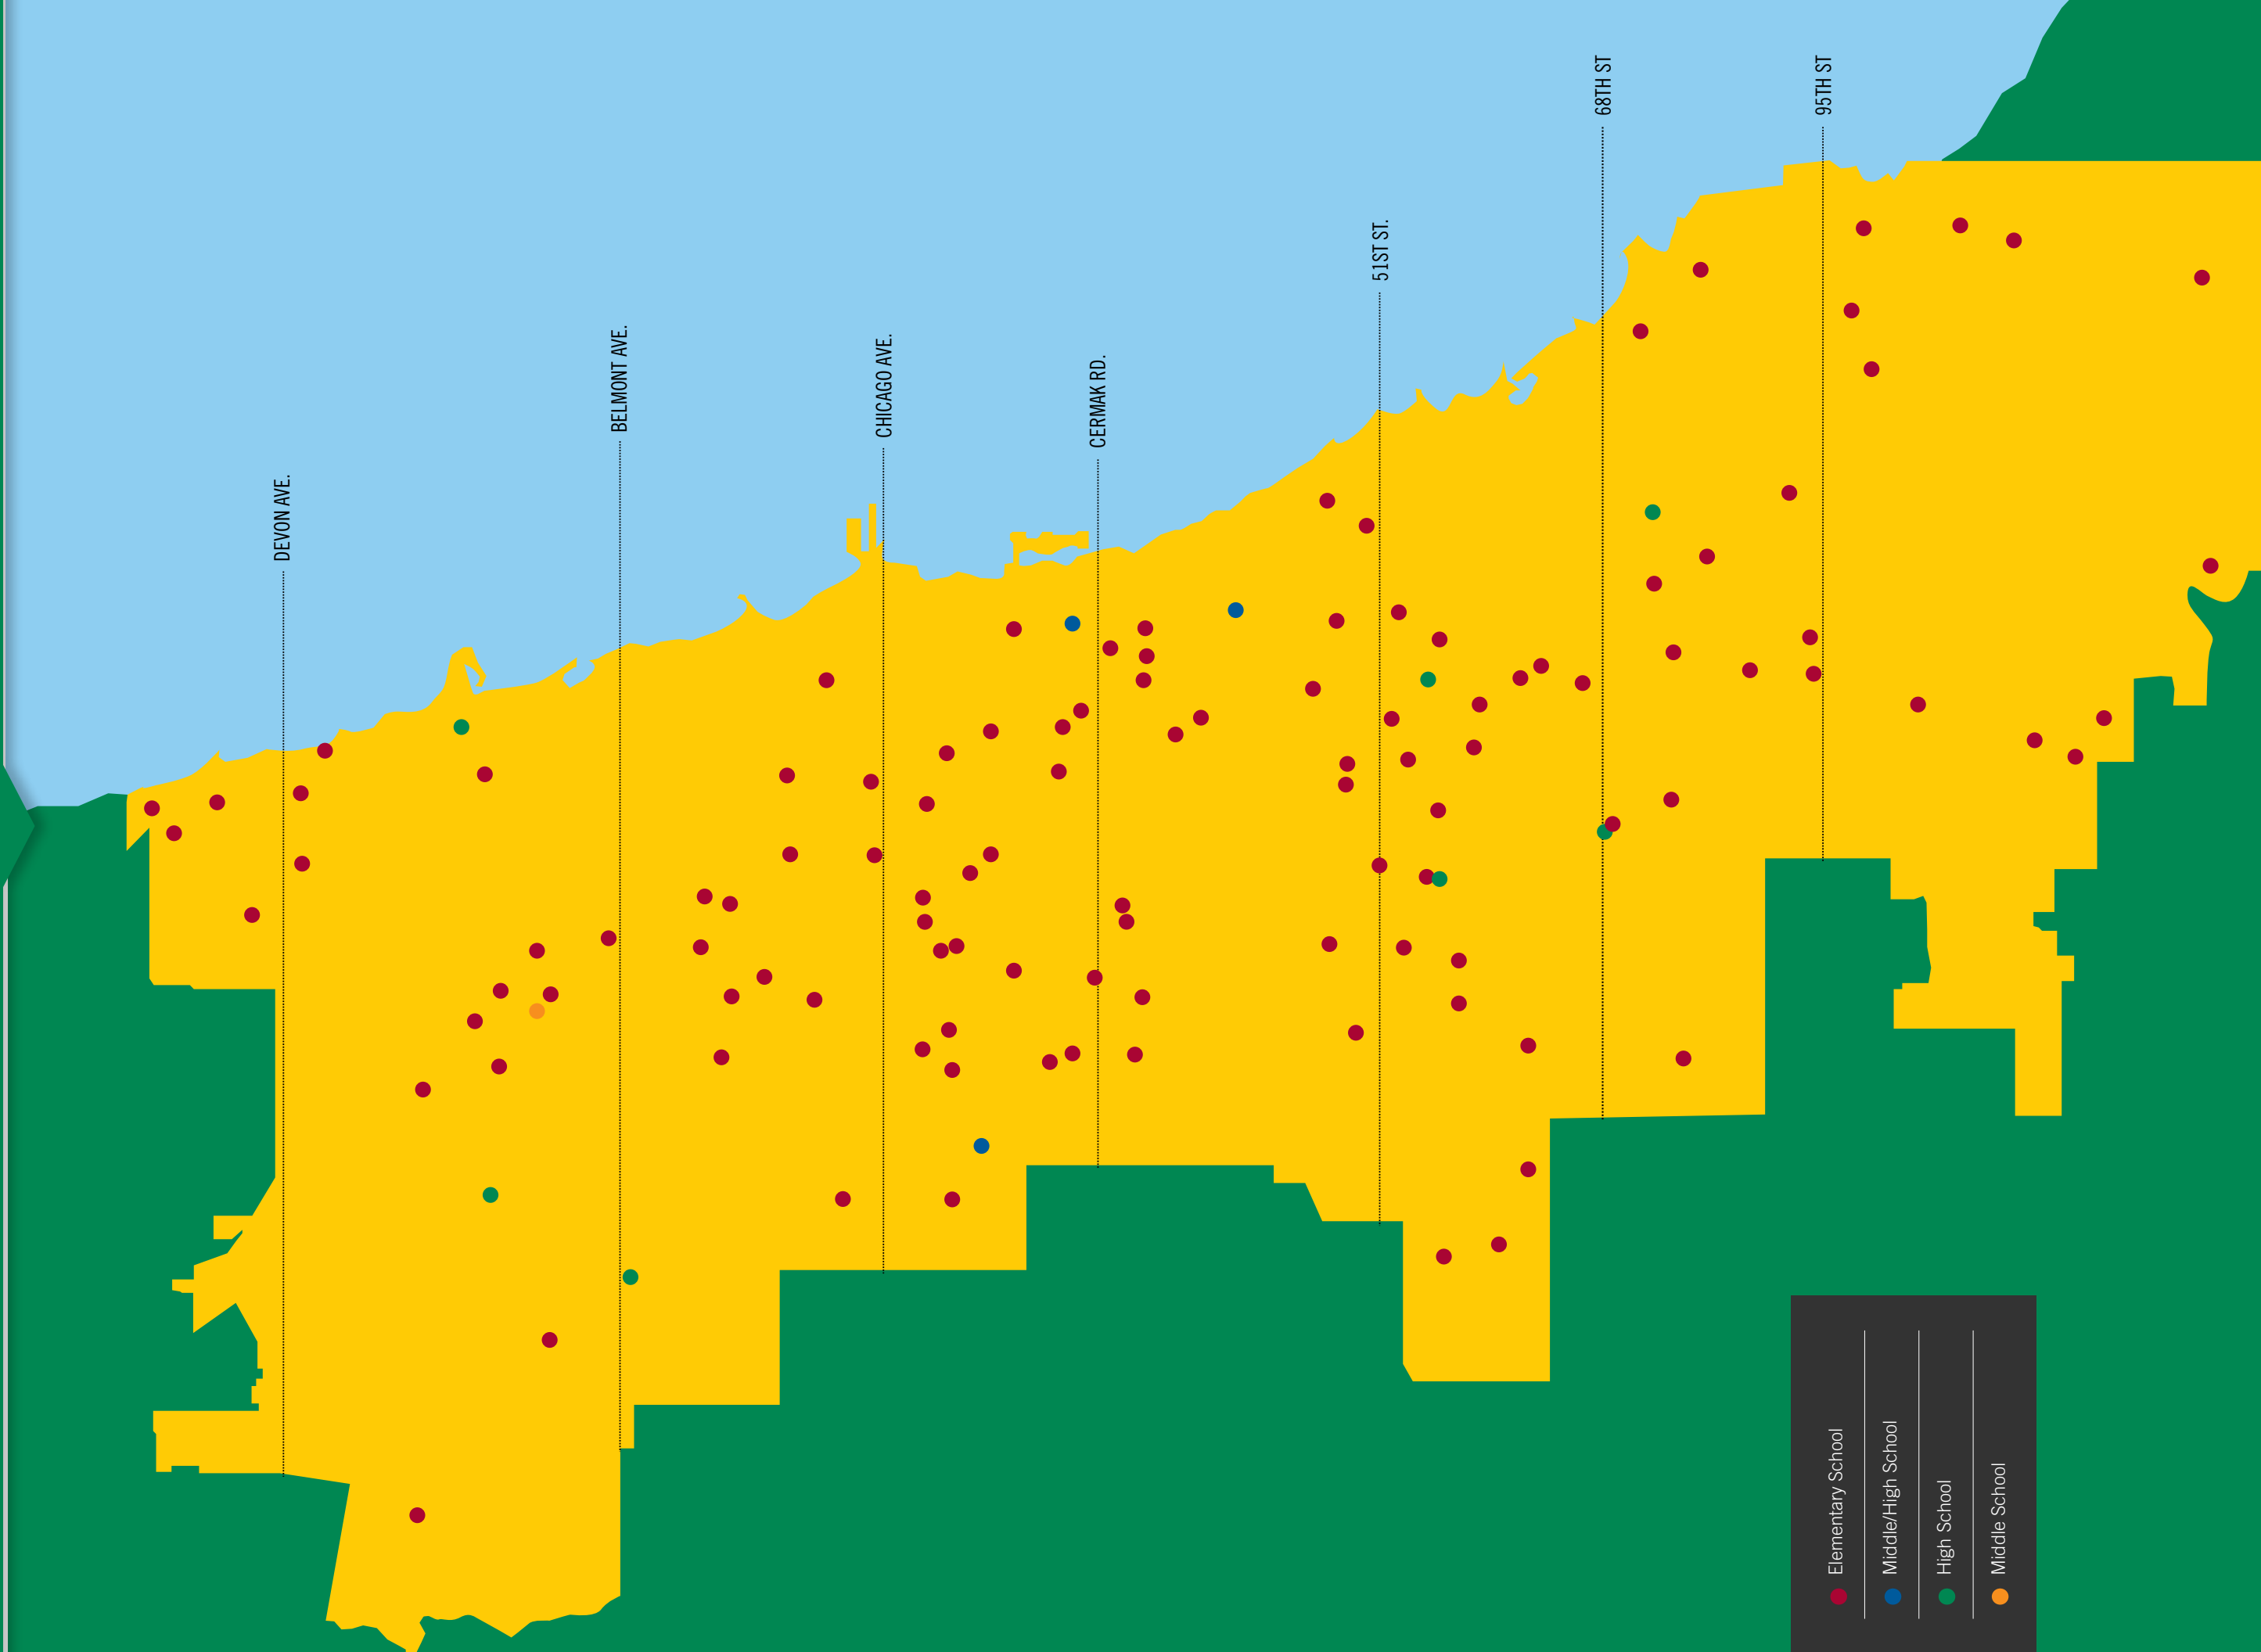 DEVON AVE.
BELMONT AVE.
CHICAGO AVE.
CERMAK RD.
51ST ST.
68TH ST
95TH ST
Elementary School
Middle/High School
High School
Middle School